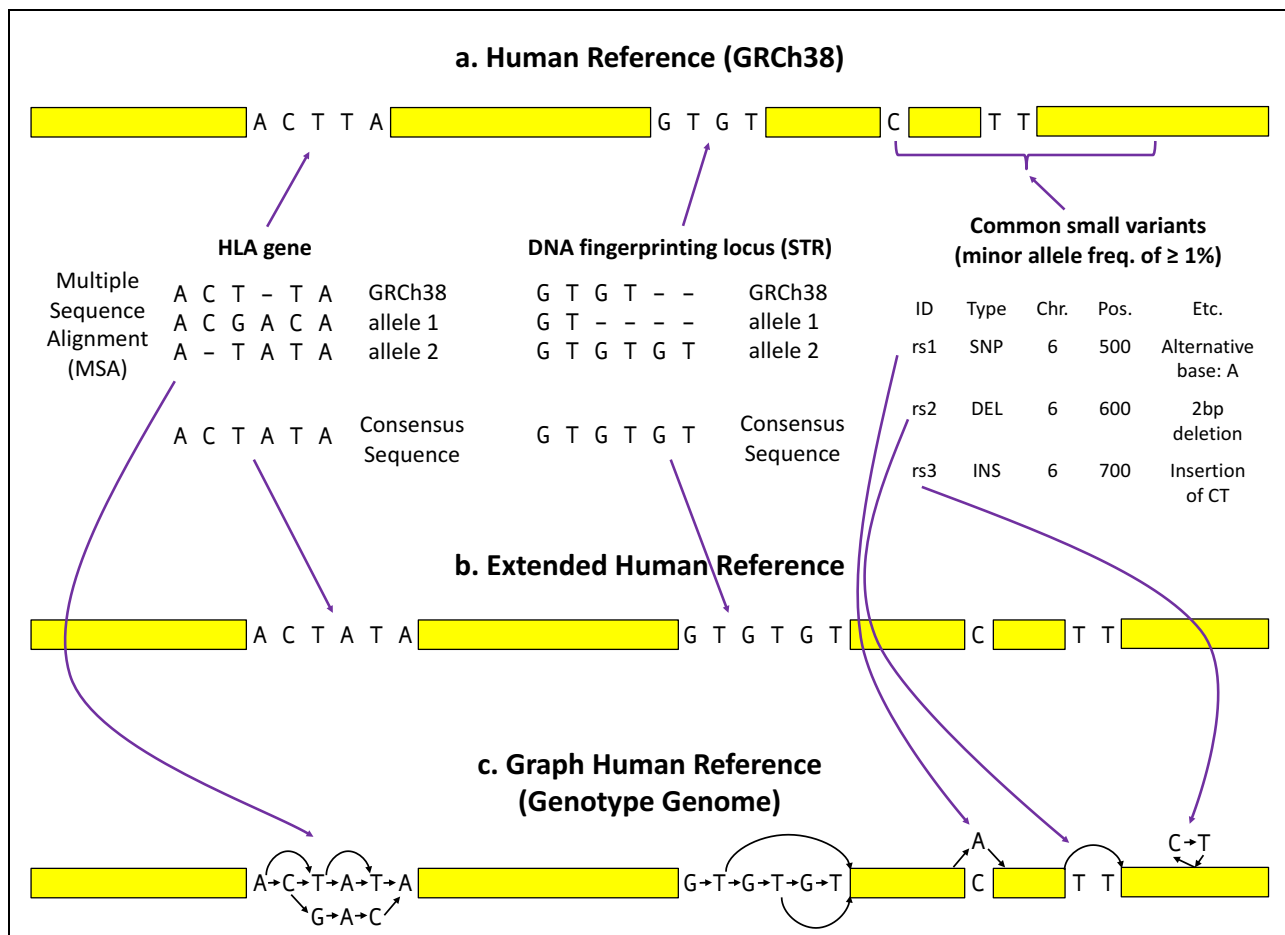 a. Human Reference (GRCh38)
A C T T A
G T G T
C
T T
HLA gene
Multiple
Sequence
Alignment
(MSA)
A C T – T A GRCh38
A C G A C A allele 1
A – T A T A allele 2
A C T A T A
Consensus
Sequence
DNA fingerprinting locus (STR)
G T G T – – GRCh38
G T – – – – allele 1
G T G T G T allele 2
G T G T G T
Consensus
Sequence
Common small variants
(minor allele freq. of ≥ 1%)
ID Type Chr. Pos. Etc.
rs1 SNP 6 500 Alternative
base: A
rs2 DEL 6 600 2bp
deletion
rs3 INS 6 700 Insertion
of CT
b. Extended Human Reference
A C T A T A
G T G T G T
C
T T
c. Graph Human Reference
(Genotype Genome)
A C T A T A
G A C
G T G T G T
A
C
T T
C T